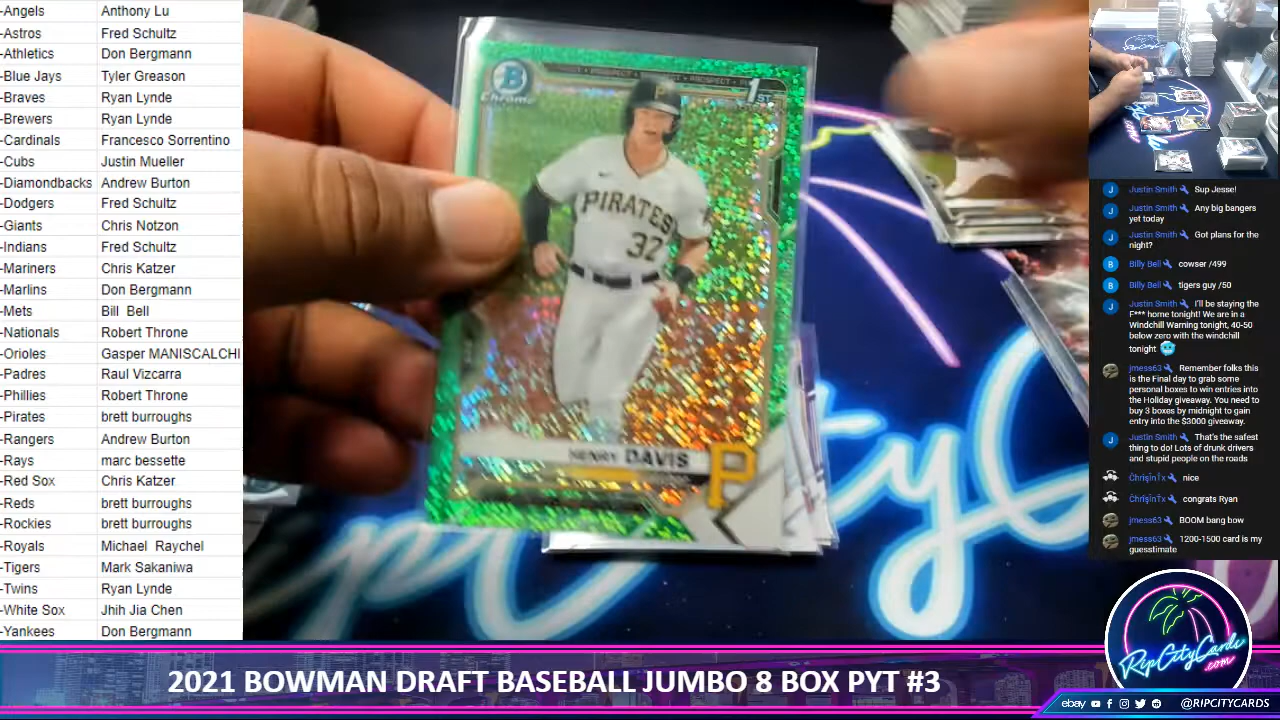 -Angels Anthony Lu
-Astros Fred Schultz
-Athletics Don Bergmann
-Blue Jays Tyler Greason
-Braves Ryan Lynde
-Brewers Ryan Lynde
-Cardinals Francesco Sorrentino
-Cubs Justin Mueller
-Diamondbacks Andrew Burton
-Dodgers Fred Schultz
-Giants Chris Notzon
-Indians Fred Schultz
-Mariners Chris Katzer
-Marlins Don Bergmann
-Mets Bill Bell
-Nationals Robert Throne
-Orioles Gasper MANISCALCHI
-Padres Raul Vizcarra
-Phillies Robert Throne
-Pirates brett burroughs
-Rangers Andrew Burton
-Rays marc bessette
-Red Sox Chris Katzer
-Reds brett burroughs
-Rockies brett burroughs
-Royals Michael Raychel
-Tigers Mark Sakaniwa
-Twins Ryan Lynde
-White Sox Jhih Jia Chen
-Yankees Don Bergmann
B
Chrome
PROSPECT
1ST
P
PIRATES
32
HENRY DAVIS
P
J Justin Smith Sup Jesse!
J Justin Smith Any big bangers
yet today
J Justin Smith Got plans for the
night?
B Billy Bell cowser /499
B Billy Bell tigers guy /50
J Justin Smith I'll be staying the
F*** home tonight! We are in a
Windchill Warning tonight, 40-50
below zero with the windchill
tonight
jmess63 Remember folks this
is the Final day to grab some
personal boxes to win entries into
the Holiday giveaway. You need to
buy 3 boxes by midnight to gain
entry into the $3000 giveaway.
J Justin Smith That's the safest
thing to do! Lots of drunk drivers
and stupid people on the roads
nice
congrats Ryan
jmess63 BOOM bang bow
jmess63 1200-1500 card is my
guesstimate
RipCityCards
.com
2021 BOWMAN DRAFT BASEBALL JUMBO 8 BOX PYT #3
ebay @RIPCITYCARDS